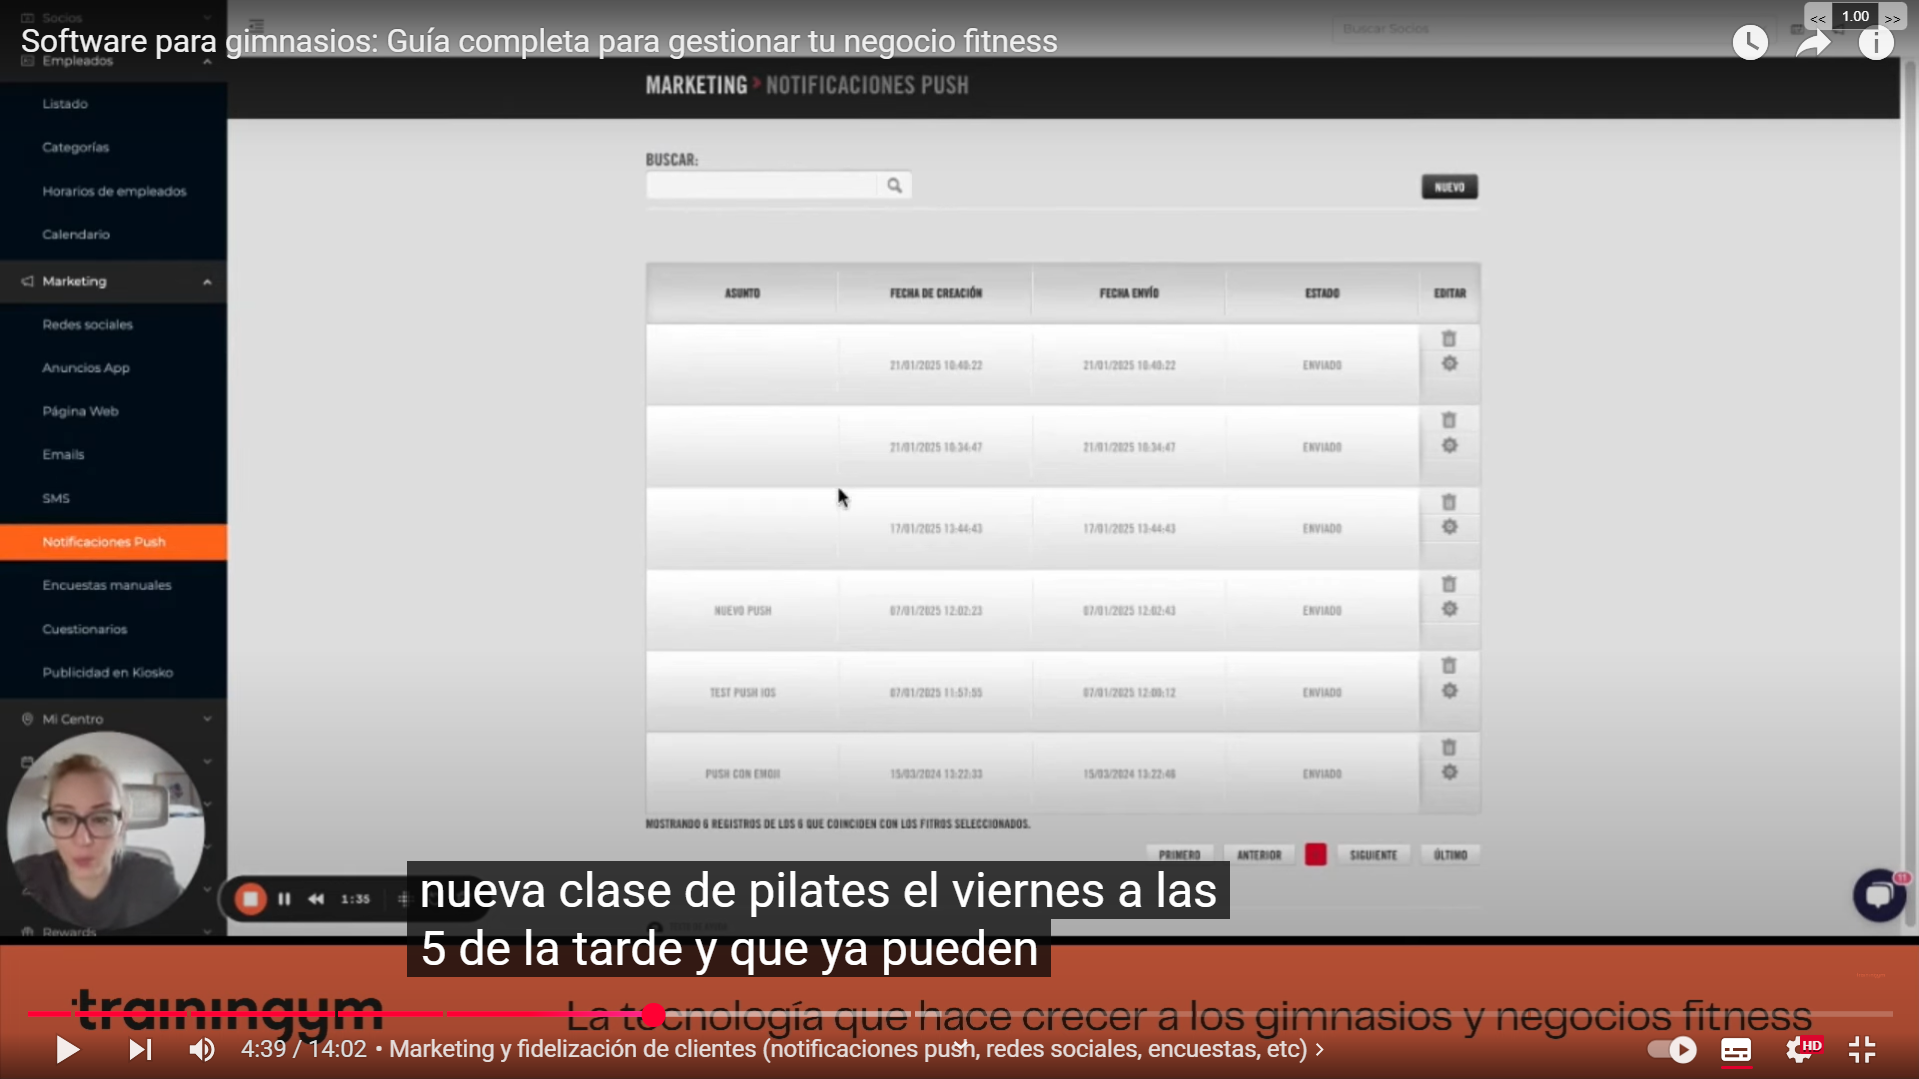 Socios
Buscar Socios
<< 1.00 >>
Software para gimnasios: Guía completa para gestionar tu negocio fitness
Empleados
MARKETING > NOTIFICACIONES PUSH
Listado
Categorías
Horarios de empleados
Calendario
Marketing
Redes sociales
Anuncios App
Página Web
Emails
SMS
Notificaciones Push
Encuestas manuales
Cuestionarios
Publicidad en Kiosko
Mi Centro
Rewards
BUSCAR:
NUEVO
ASUNTO FECHA DE CREACIÓN FECHA ENVÍO ESTADO EDITAR
21/01/2025 10:40:22 21/01/2025 10:40:22 ENVIADO
21/01/2025 10:34:47 21/01/2025 10:34:47 ENVIADO
17/01/2025 13:44:43 17/01/2025 13:44:43 ENVIADO
NUEVO PUSH 07/01/2025 12:02:23 07/01/2025 12:02:43 ENVIADO
TEST PUSH IOS 07/01/2025 11:57:55 07/01/2025 12:00:12 ENVIADO
PUSH CON EMOJI 15/03/2024 13:22:33 15/03/2024 13:22:46 ENVIADO
MOSTRANDO 6 REGISTROS DE LOS 6 QUE COINCIDEN CON LOS FITROS SELECCIONADOS.
PRIMERO ANTERIOR SIGUIENTE ÚLTIMO
11
1:35
nueva clase de pilates el viernes a las
5 de la tarde y que ya pueden
trainingym
La tecnología que hace crecer a los gimnasios y negocios fitness
4:39 / 14:02 • Marketing y fidelización de clientes (notificaciones push, redes sociales, encuestas, etc) >
HD